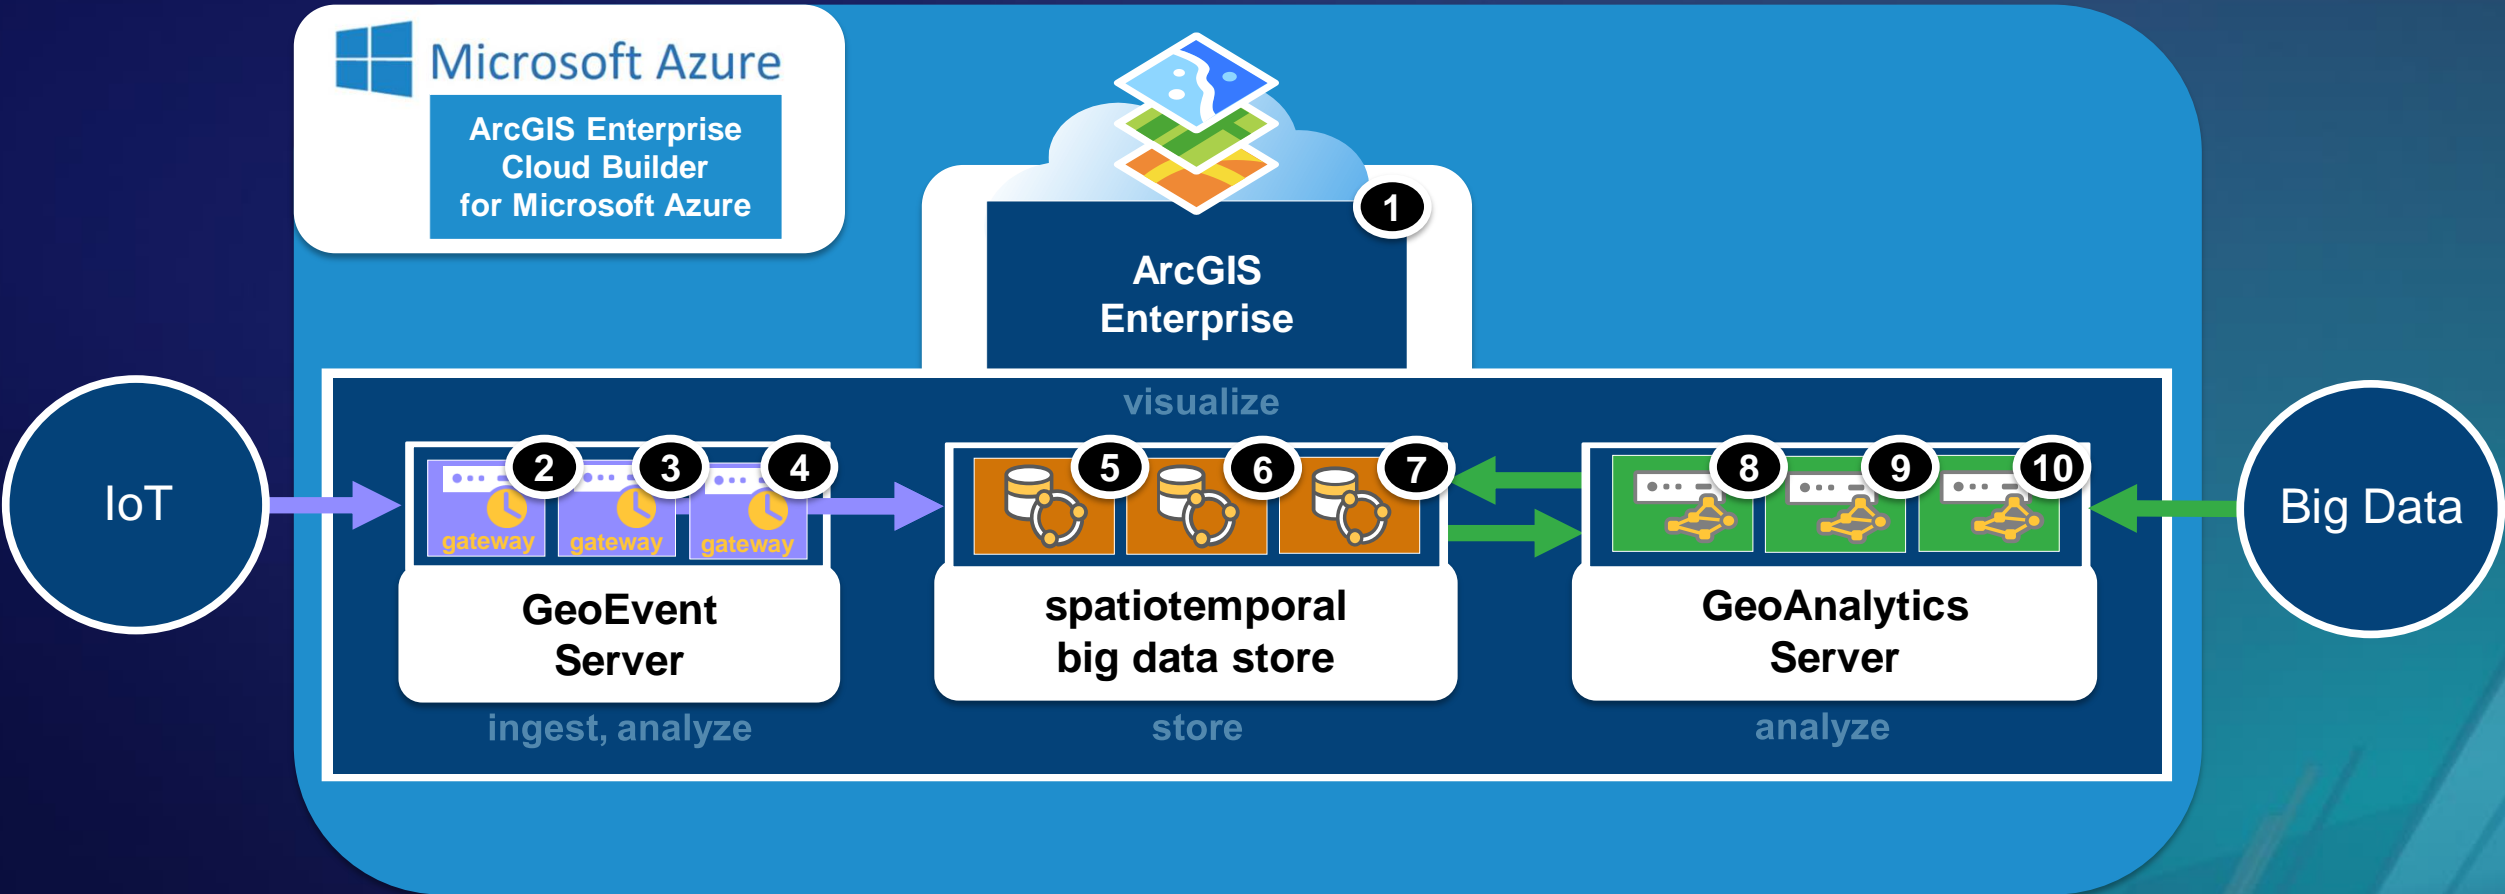 Microsoft Azure
ArcGIS Enterprise
Cloud Builder
for Microsoft Azure
1
ArcGIS
Enterprise
visualize
IoT
2
3
4
gateway
gateway
gateway
GeoEvent
Server
ingest, analyze
5
6
7
spatiotemporal
big data store
store
8
9
10
GeoAnalytics
Server
analyze
Big Data